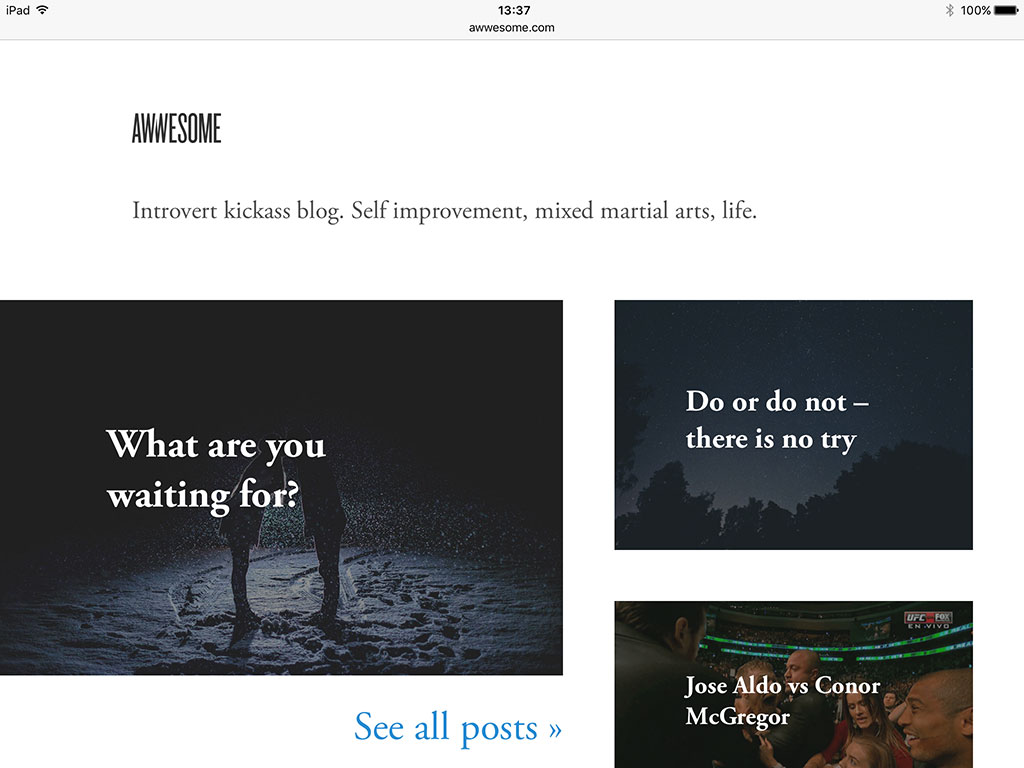 iPad 13:37 100%
awwesome.com
AWWESOME
Introvert kickass blog. Self improvement, mixed martial arts, life.
What are you
waiting for?
See all posts »
Do or do not –
there is no try
UFC FOX
EN VIVO
Jose Aldo vs Conor
McGregor